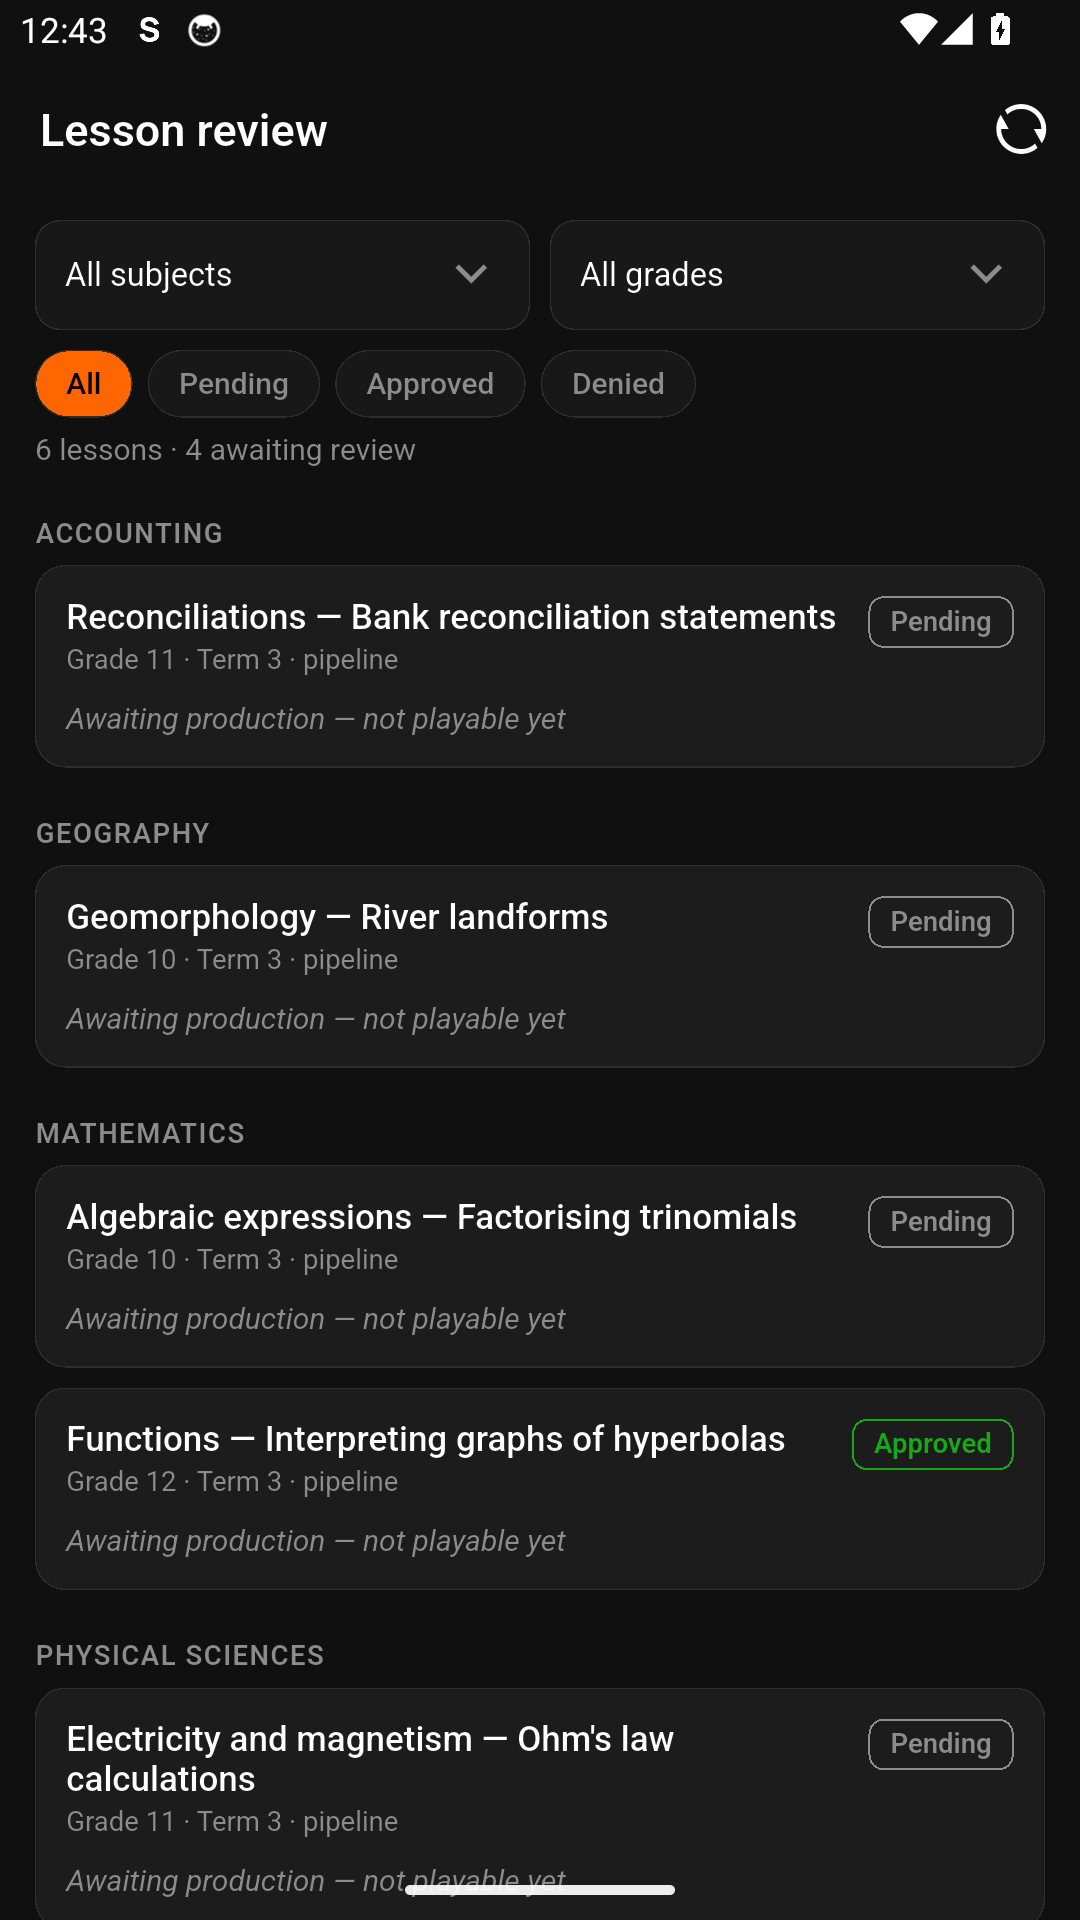 12:43 S
Lesson review
All subjects
All grades
All
Pending
Approved
Denied
6 lessons · 4 awaiting review
ACCOUNTING
Reconciliations — Bank reconciliation statements
Pending
Grade 11 · Term 3 · pipeline
Awaiting production — not playable yet
GEOGRAPHY
Geomorphology — River landforms
Pending
Grade 10 · Term 3 · pipeline
Awaiting production — not playable yet
MATHEMATICS
Algebraic expressions — Factorising trinomials
Pending
Grade 10 · Term 3 · pipeline
Awaiting production — not playable yet
Functions — Interpreting graphs of hyperbolas
Approved
Grade 12 · Term 3 · pipeline
Awaiting production — not playable yet
PHYSICAL SCIENCES
Electricity and magnetism — Ohm's law
calculations
Pending
Grade 11 · Term 3 · pipeline
Awaiting production — not playable yet